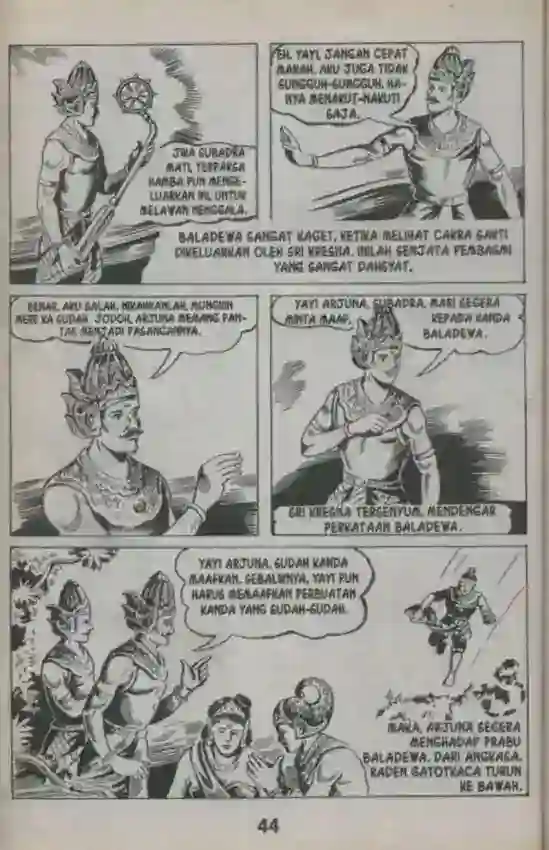 JIKA SUBADRA
MATI, TERPAKSA
HAMBA PUN MENGE-
LUARKAN INI, UNTUK
MELAWAN NENGGALA.
EH, YAYI, JANGAN CEPAT
MARAH. AKU JUGA TIDAK
SUNGGUH-SUNGGUH. HA-
NYA MENAKUT-NAKUTI
SAJA.
BALADEWA SANGAT KAGET, KETIKA MELIHAT CAKRA SAKTI
DIKELUARKAN OLEH SRI KRESNA. INILAH SENJATA PEMBASMI
YANG SANGAT DAHSYAT.
BENAR, AKU SALAH. NIKAHKANLAH, MUNGKIN
MEREKA SUDAH JODOH. ARJUNA MEMANG PAN-
TAS MENJADI PASANGANNYA.
YAYI ARJUNA, SUBADRA, MARI SEGERA
MINTA MAAF, KEPADA KANDA
BALADEWA.
SRI KRESNA TERSENYUM, MENDENGAR
PERKATAAN BALADEWA.
YAYI ARJUNA, SUDAH KANDA
MAAFKAN. SEBALIKNYA, YAYI PUN
HARUS MEMAAFKAN PERBUATAN
KANDA YANG SUDAH-SUDAH.
MAKA, ARJUNA SEGERA
MENGHADAP PRABU
BALADEWA. DARI ANGKASA,
RADEN GATOTKACA TURUN
KE BAWAH.
44